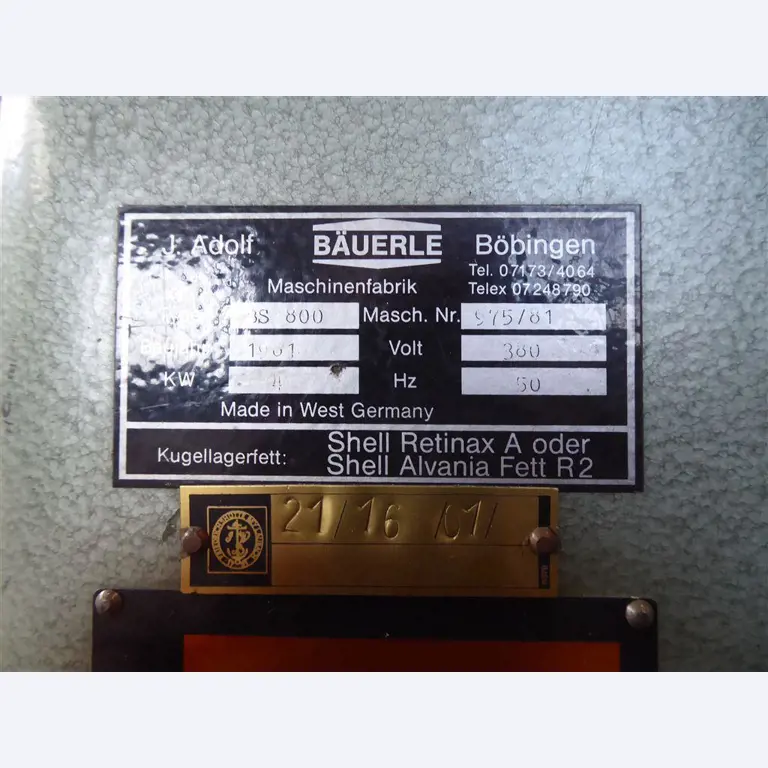 J. Adolf BÄUERLE Böbingen
Tel. 07173/4064
Maschinenfabrik Telex 07248790
BS 800 Masch. Nr. 975/81
Baujahr 1981 Volt 380
KW 4 Hz 50
Made in West Germany
Kugellagerfett: Shell Retinax A oder
Shell Alvania Fett R2
21/16 /01/